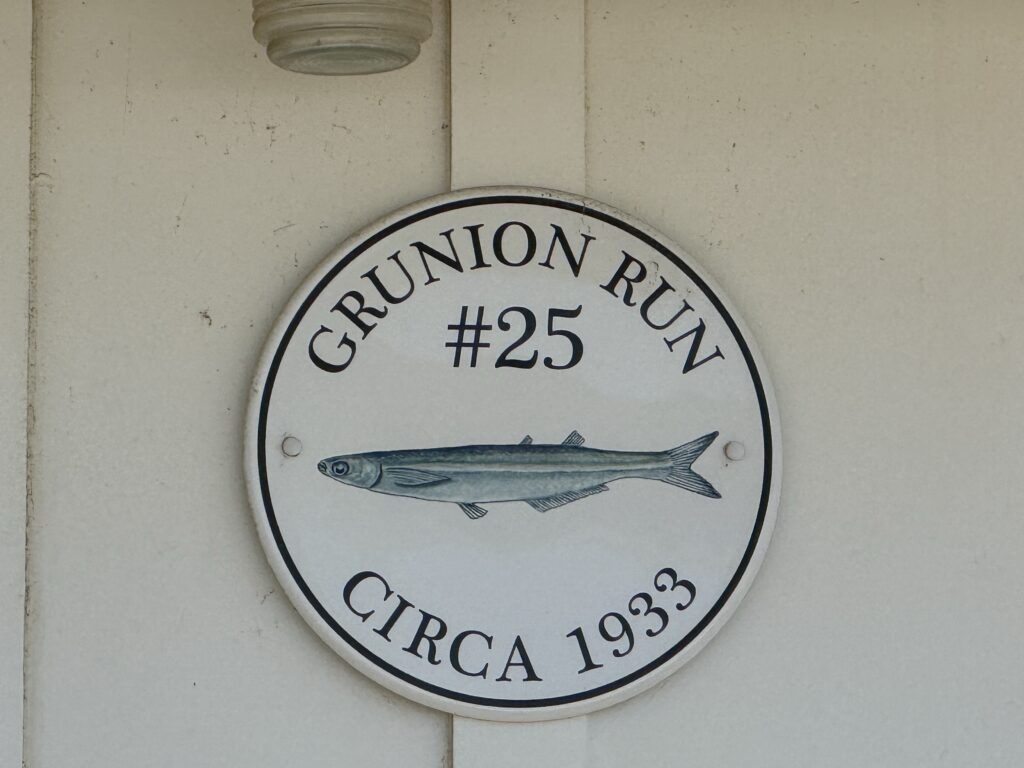 GRUNION RUN
#25
CIRCA 1933